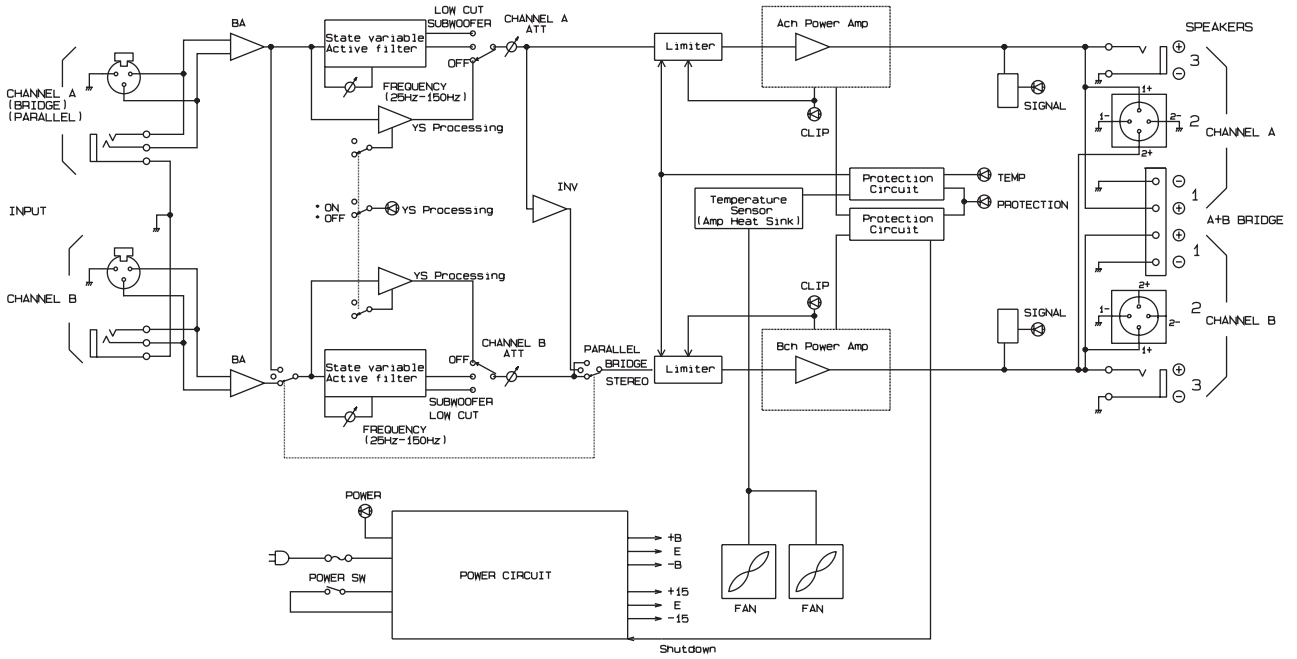 LOW CUT
SUBWOOFER
CHANNEL A
ATT
BA
State variable
Active filter
OFF
FREQUENCY
(25Hz-150Hz)
YS Processing
CHANNEL A
(BRIDGE)
(PARALLEL)
INPUT
* ON
* OFF
YS Processing
INV
Limiter
Ach Power Amp
CLIP
SIGNAL
SPEAKERS
+
3
-
1+
1-
2
2-
2+
CHANNEL A
Protection
Circuit
TEMP
PROTECTION
Temperature
Sensor
(Amp Heat Sink)
Protection
Circuit
-
1
+
A+B BRIDGE
+
1
-
CHANNEL B
YS Processing
BA
State variable
Active filter
OFF
CHANNEL B
ATT
SUBWOOFER
LOW CUT
FREQUENCY
(25Hz-150Hz)
PARALLEL
BRIDGE
STEREO
Limiter
CLIP
Bch Power Amp
SIGNAL
2+
1-
2
2-
1+
CHANNEL B
+
3
-
POWER
POWER SW
POWER CIRCUIT
+B
E
-B
+15
E
-15
FAN
FAN
Shutdown